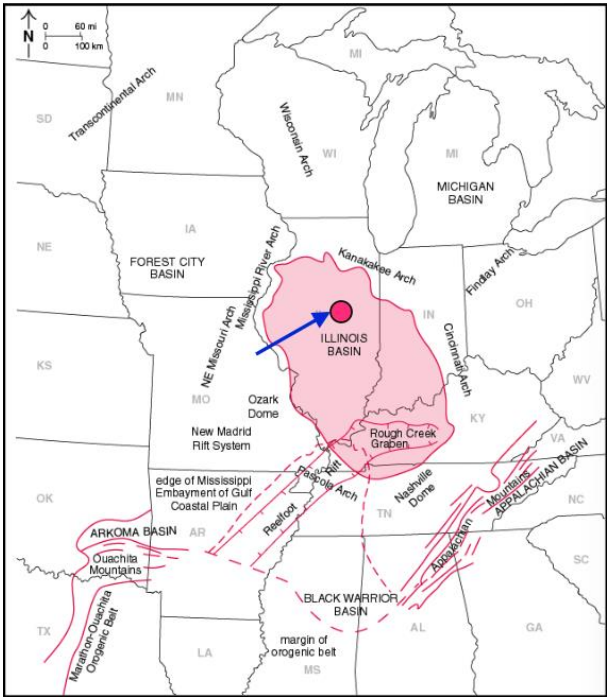 N
0 60 mi
0 100 km
MI
MN
Transcontinental Arch
SD
Wisconsin Arch
WI
MI
MICHIGAN
BASIN
IA
NE
FOREST CITY
BASIN
Mississippi River Arch
Kanakakee Arch
Findlay Arch
OH
NE Missouri Arch
IN
ILLINOIS
BASIN
Cincinnati Arch
KS
WV
MO
Ozark
Dome
KY
New Madrid
Rift System
Rough Creek
Graben
VA
Rift
Pascola Arch
edge of Mississippi
Embayment of Gulf
Coastal Plain
Nashville
Dome
Mountains
APPALACHIAN BASIN
OK
NC
Reelfoot
TN
ARKOMA BASIN
AR
Appalachian
Ouachita
Mountains
SC
BLACK WARRIOR
BASIN
Marathon-Ouachita
Orogenic Belt
TX
AL
GA
margin of
orogenic belt
LA
MS